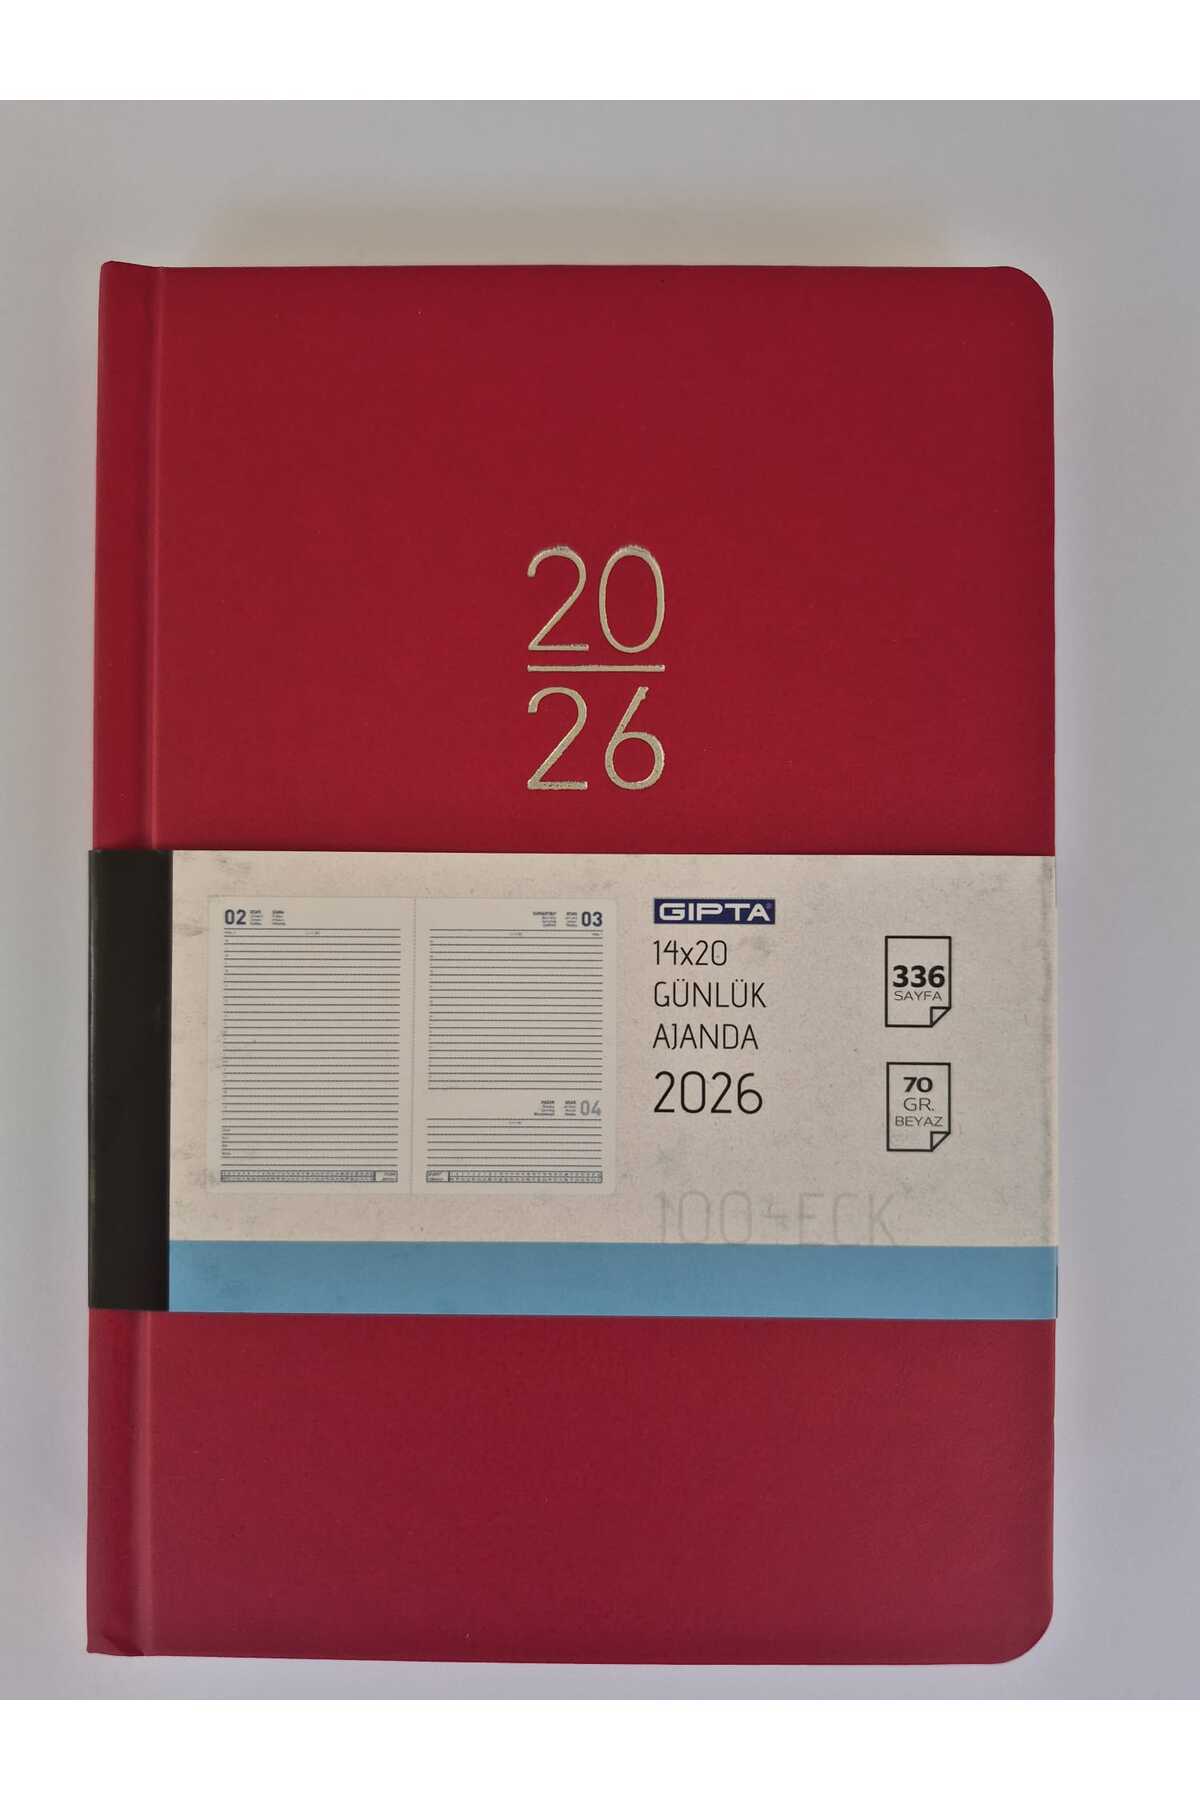 20
26
02
03
04
GIPTA
14x20
GÜNLÜK
AJANDA
2026
336
SAYFA
70
GR.
BEYAZ